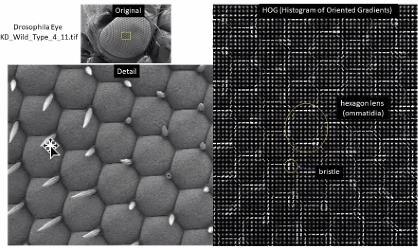 Drosophila Eye
KD_Wild_Type_4_11.tif
Original
Detail
HOG (Histogram of Oriented Gradients)
hexagon lens
(ommatidia)
bristle